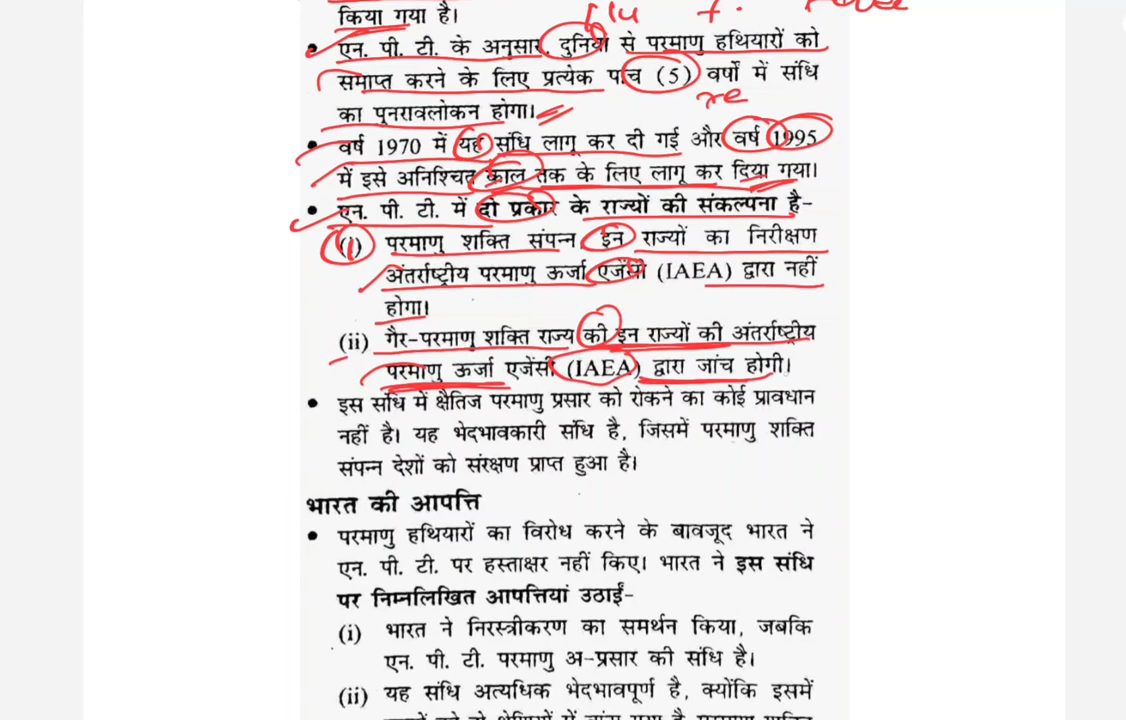 किया गया है।
• एन. पी. टी. के अनुसार, दुनिया से परमाणु हथियारों को
समाप्त करने के लिए प्रत्येक पांच (5) वर्षों में संधि
का पुनरावलोकन होगा।
• वर्ष 1970 में यह संधि लागू कर दी गई और वर्ष 1995
में इसे अनिश्चित काल तक के लिए लागू कर दिया गया।
• एन. पी. टी. में दो प्रकार के राज्यों की संकल्पना है-
(i) परमाणु शक्ति संपन्न इन राज्यों का निरीक्षण
अंतर्राष्ट्रीय परमाणु ऊर्जा एजेंसी (IAEA) द्वारा नहीं
होगा।
(ii) गैर-परमाणु शक्ति राज्य की इन राज्यों की अंतर्राष्ट्रीय
परमाणु ऊर्जा एजेंसी (IAEA) द्वारा जांच होगी।
• इस संधि में क्षैतिज परमाणु प्रसार को रोकने का कोई प्रावधान
नहीं है। यह भेदभावकारी संधि है, जिसमें परमाणु शक्ति
संपन्न देशों को संरक्षण प्राप्त हुआ है।
भारत की आपत्ति
• परमाणु हथियारों का विरोध करने के बावजूद भारत ने
एन. पी. टी. पर हस्ताक्षर नहीं किए। भारत ने इस संधि
पर निम्नलिखित आपत्तियां उठाईं-
(i) भारत ने निरस्त्रीकरण का समर्थन किया, जबकि
एन. पी. टी. परमाणु अ-प्रसार की संधि है।
(ii) यह संधि अत्यधिक भेदभावपूर्ण है, क्योंकि इसमें